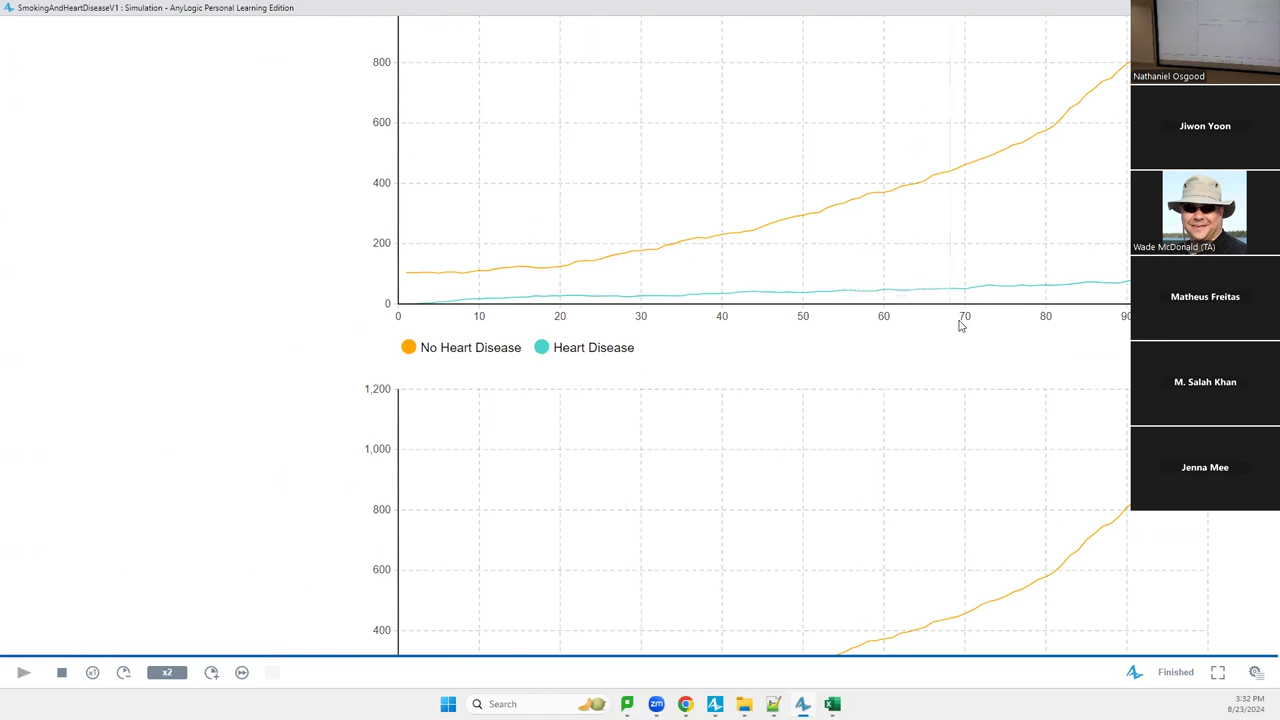 SmokingAndHeartDiseaseV1 : Simulation - AnyLogic Personal Learning Edition
800
600
400
200
0
0 10 20 30 40 50 60 70 80 90
No Heart Disease Heart Disease
1,200
1,000
800
600
400
Nathaniel Osgood
Jiwon Yoon
Wade McDonald (TA)
Matheus Freitas
M. Salah Khan
Jenna Mee
x1
x2
Finished
Search
zm
3:32 PM
8/23/2024